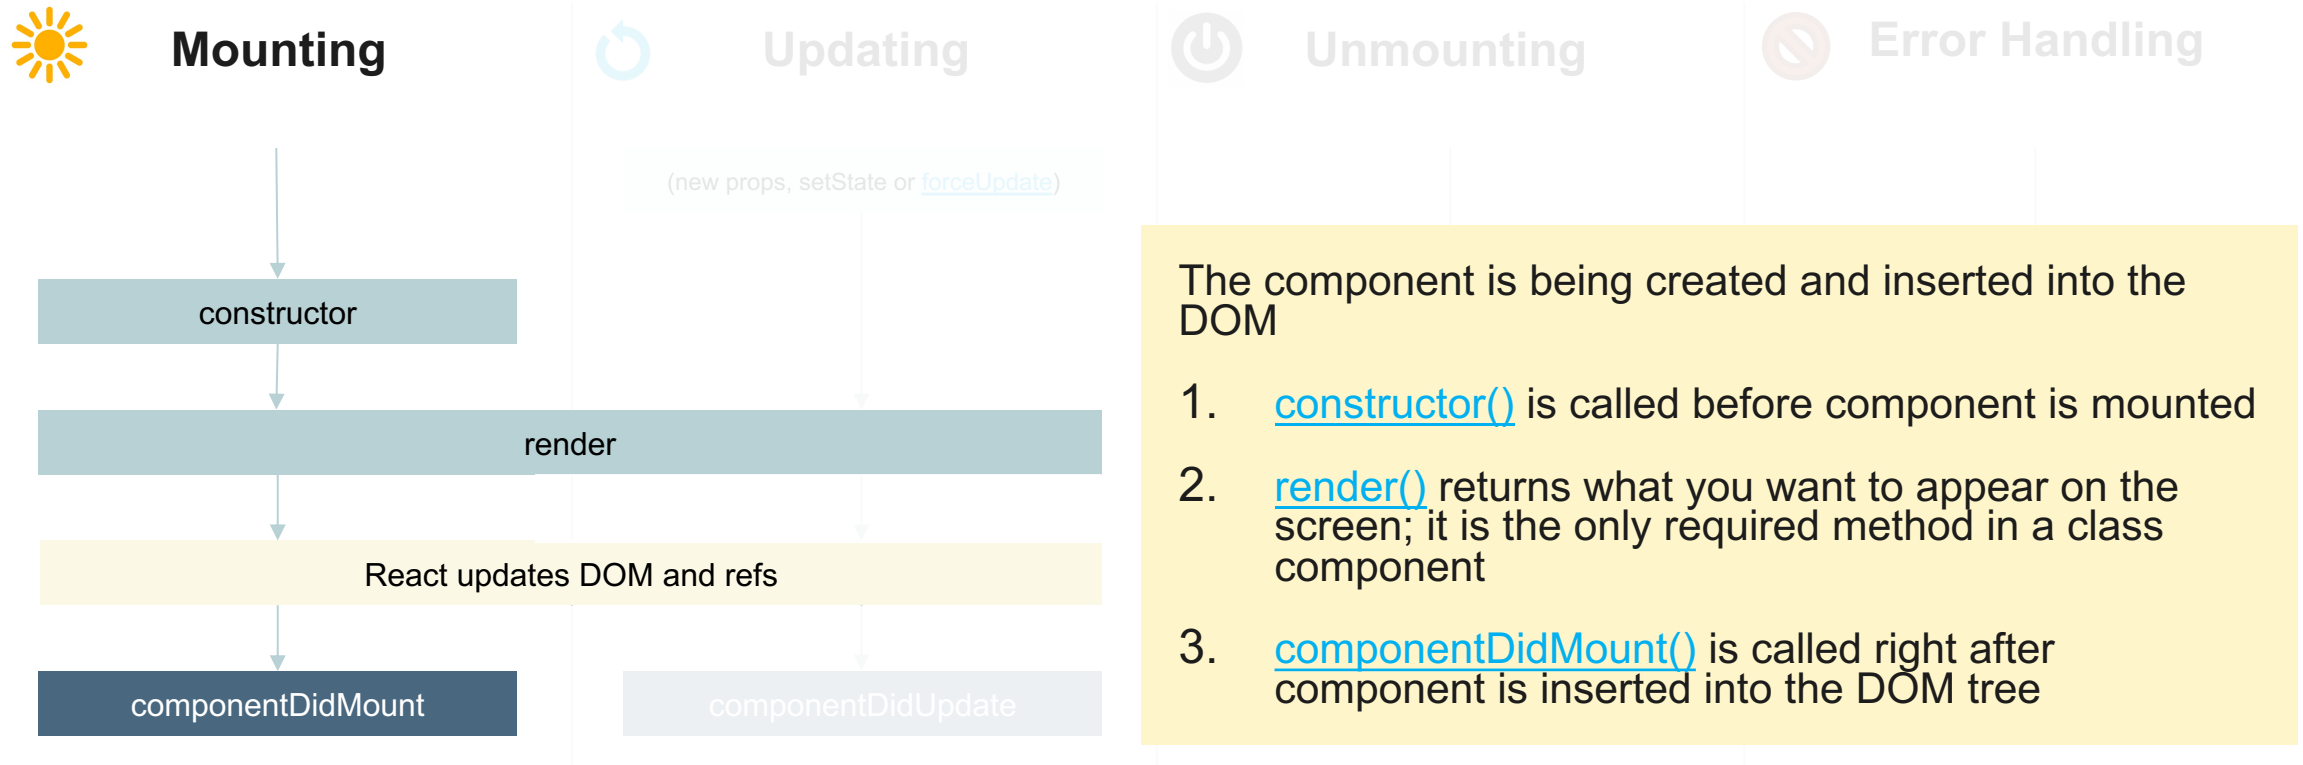 Mounting
Updating
Unmounting
Error Handling
(new props, setState or forceUpdate)
constructor
render
React updates DOM and refs
componentDidMount
componentDidUpdate
The component is being created and inserted into the
DOM
1. constructor() is called before component is mounted
2. render() returns what you want to appear on the
screen; it is the only required method in a class
component
3. componentDidMount() is called right after
component is inserted into the DOM tree